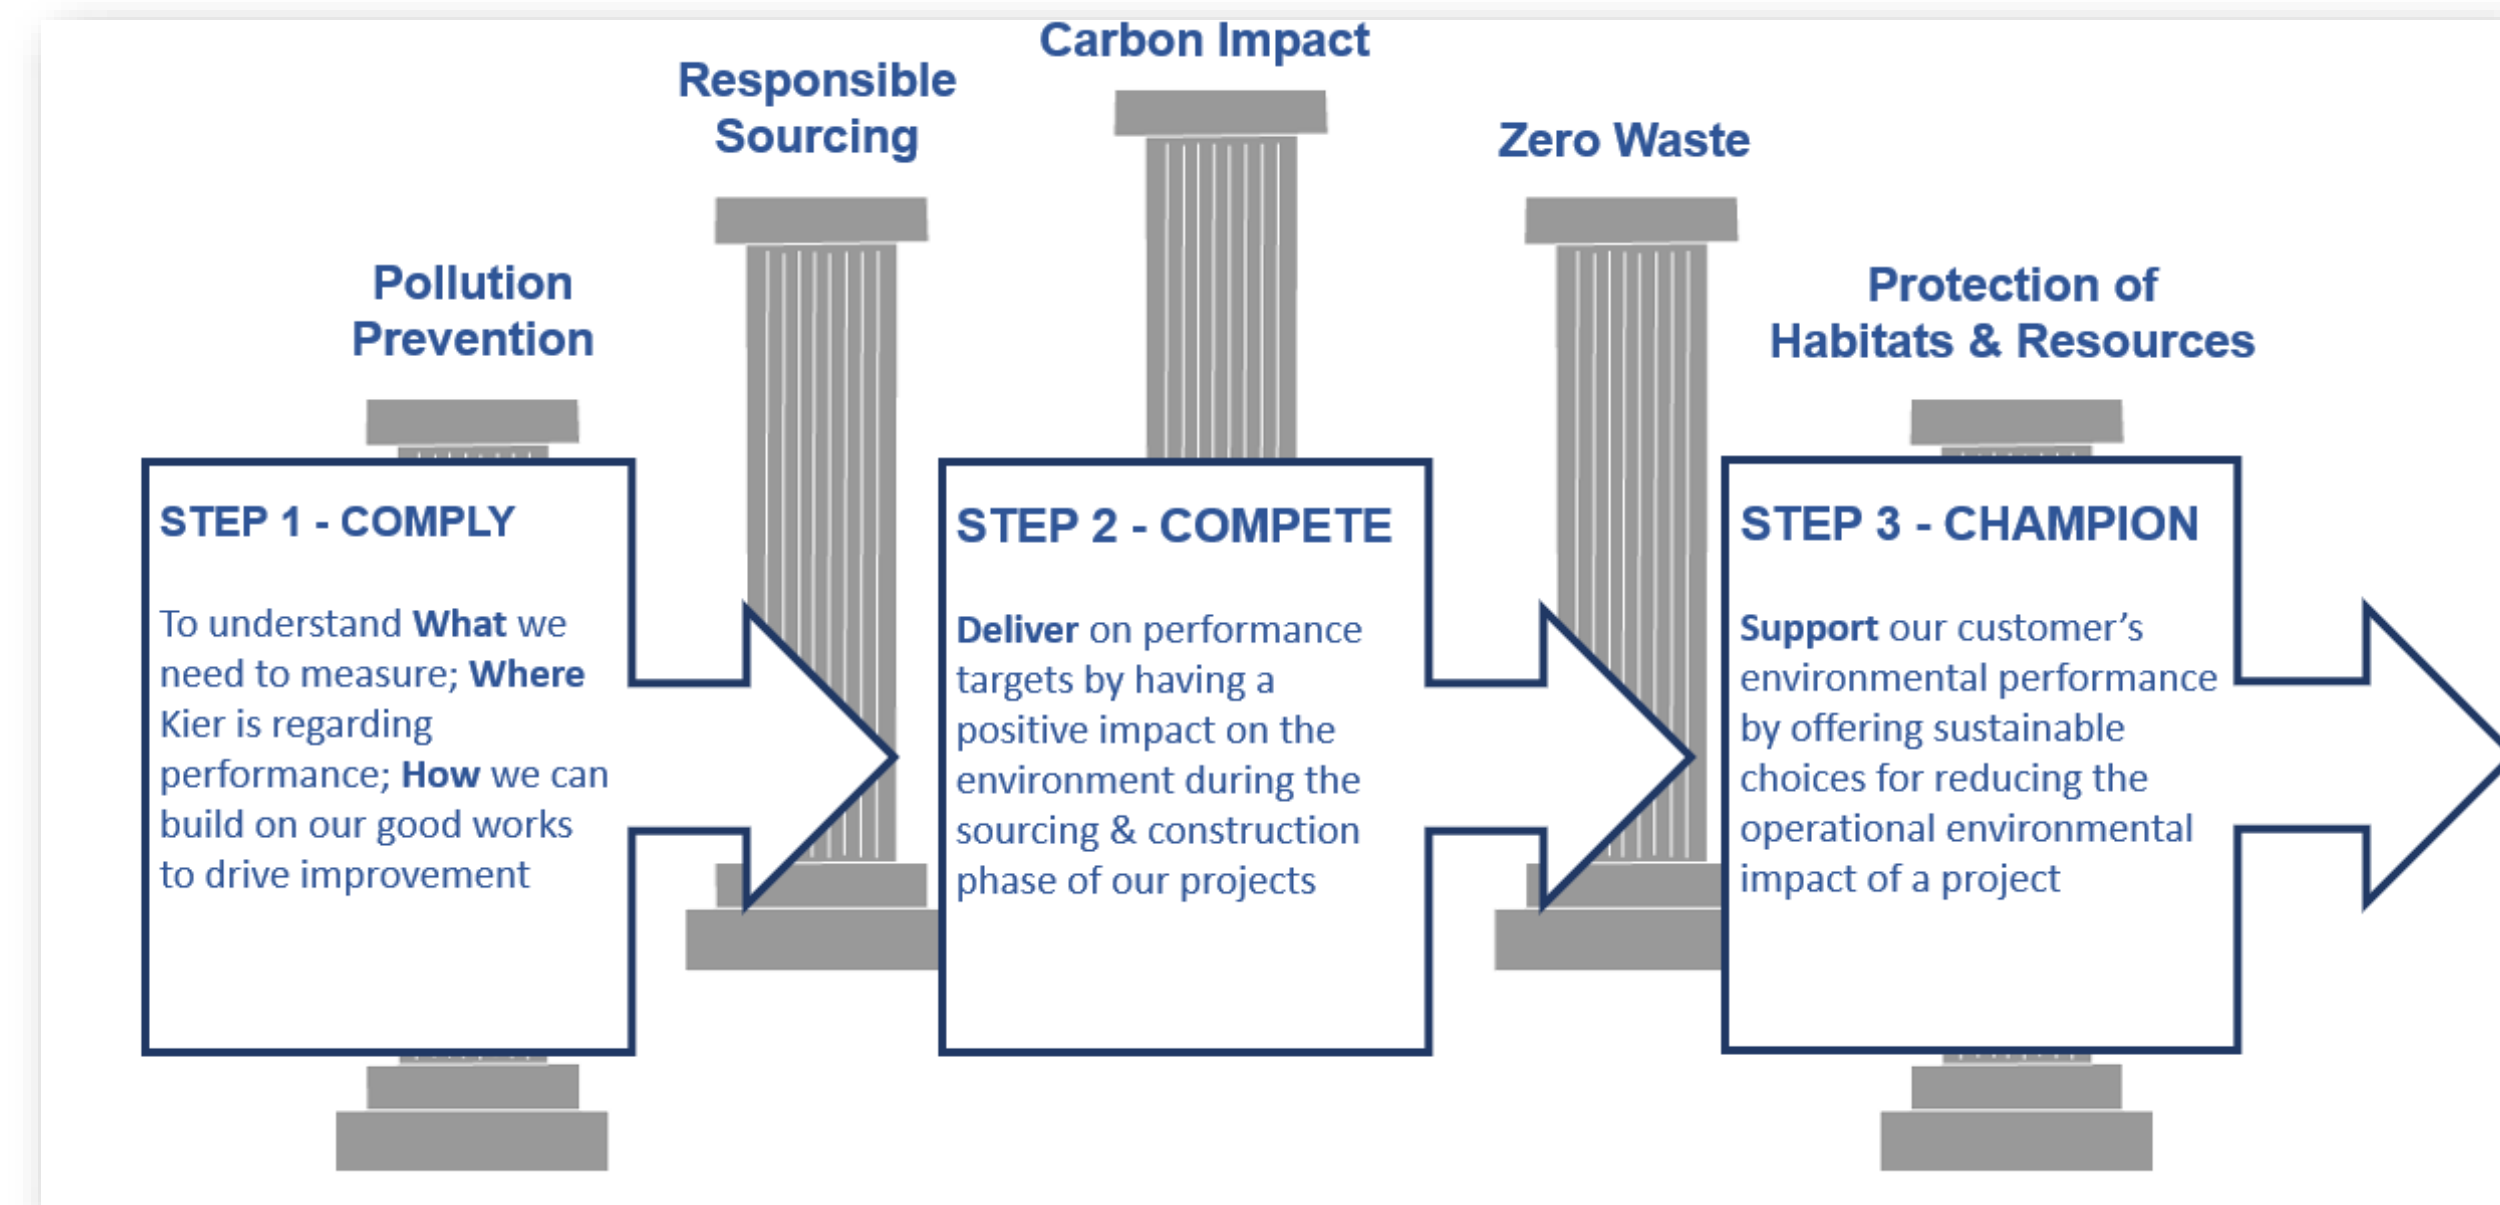 Carbon Impact
Responsible
Sourcing
Zero Waste
Pollution
Prevention
Protection of
Habitats & Resources
STEP 1 - COMPLY
To understand What we
need to measure; Where
Kier is regarding
performance; How we can
build on our good works
to drive improvement
STEP 2 - COMPETE
Deliver on performance
targets by having a
positive impact on the
environment during the
sourcing & construction
phase of our projects
STEP 3 - CHAMPION
Support our customer’s
environmental performance
by offering sustainable
choices for reducing the
operational environmental
impact of a project